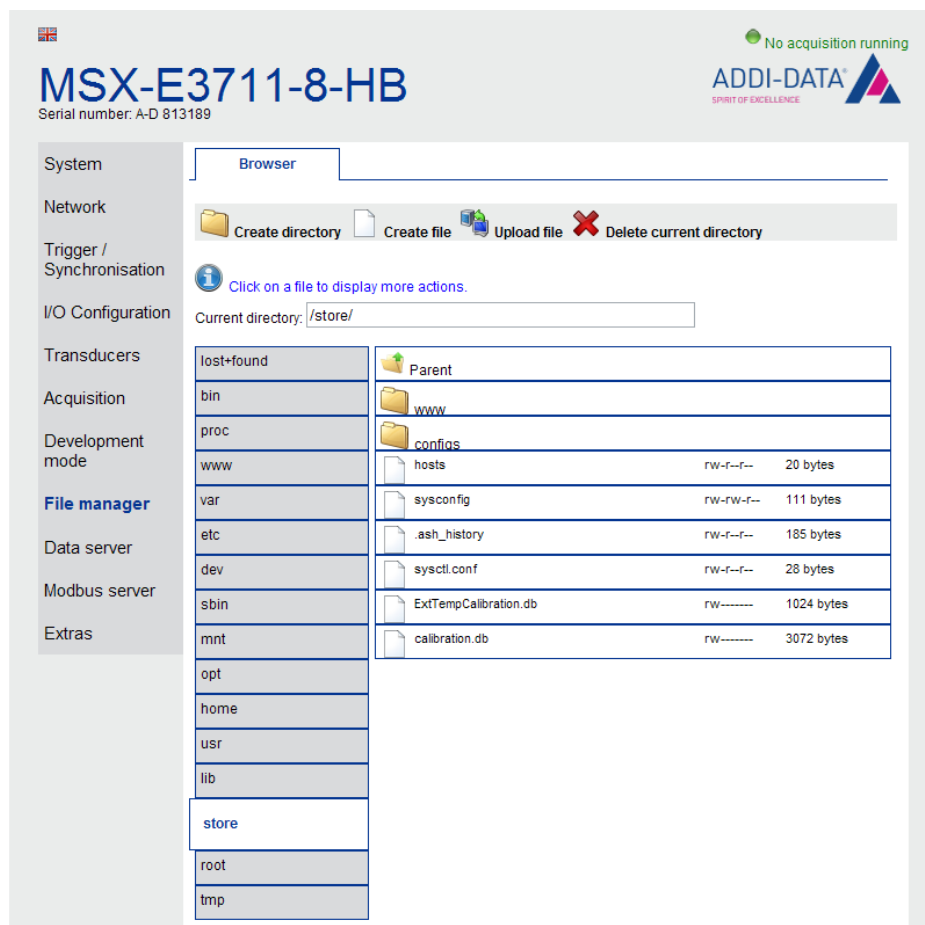 No acquisition running
MSX-E3711-8-HB
Serial number: A-D 813189
ADDI-DATA®
SPIRIT OF EXCELLENCE
System
Network
Trigger /
Synchronisation
I/O Configuration
Transducers
Acquisition
Development
mode
File manager
Data server
Modbus server
Extras
Browser
Create directory Create file Upload file Delete current directory
Click on a file to display more actions.
Current directory: /store/
lost+found
bin
proc
www
var
etc
dev
sbin
mnt
opt
home
usr
lib
store
root
tmp
Parent
www
configs
hosts rw-r--r-- 20 bytes
sysconfig rw-rw-r-- 111 bytes
.ash_history rw-r--r-- 185 bytes
sysctl.conf rw-r--r-- 28 bytes
ExtTempCalibration.db rw------- 1024 bytes
calibration.db rw------- 3072 bytes